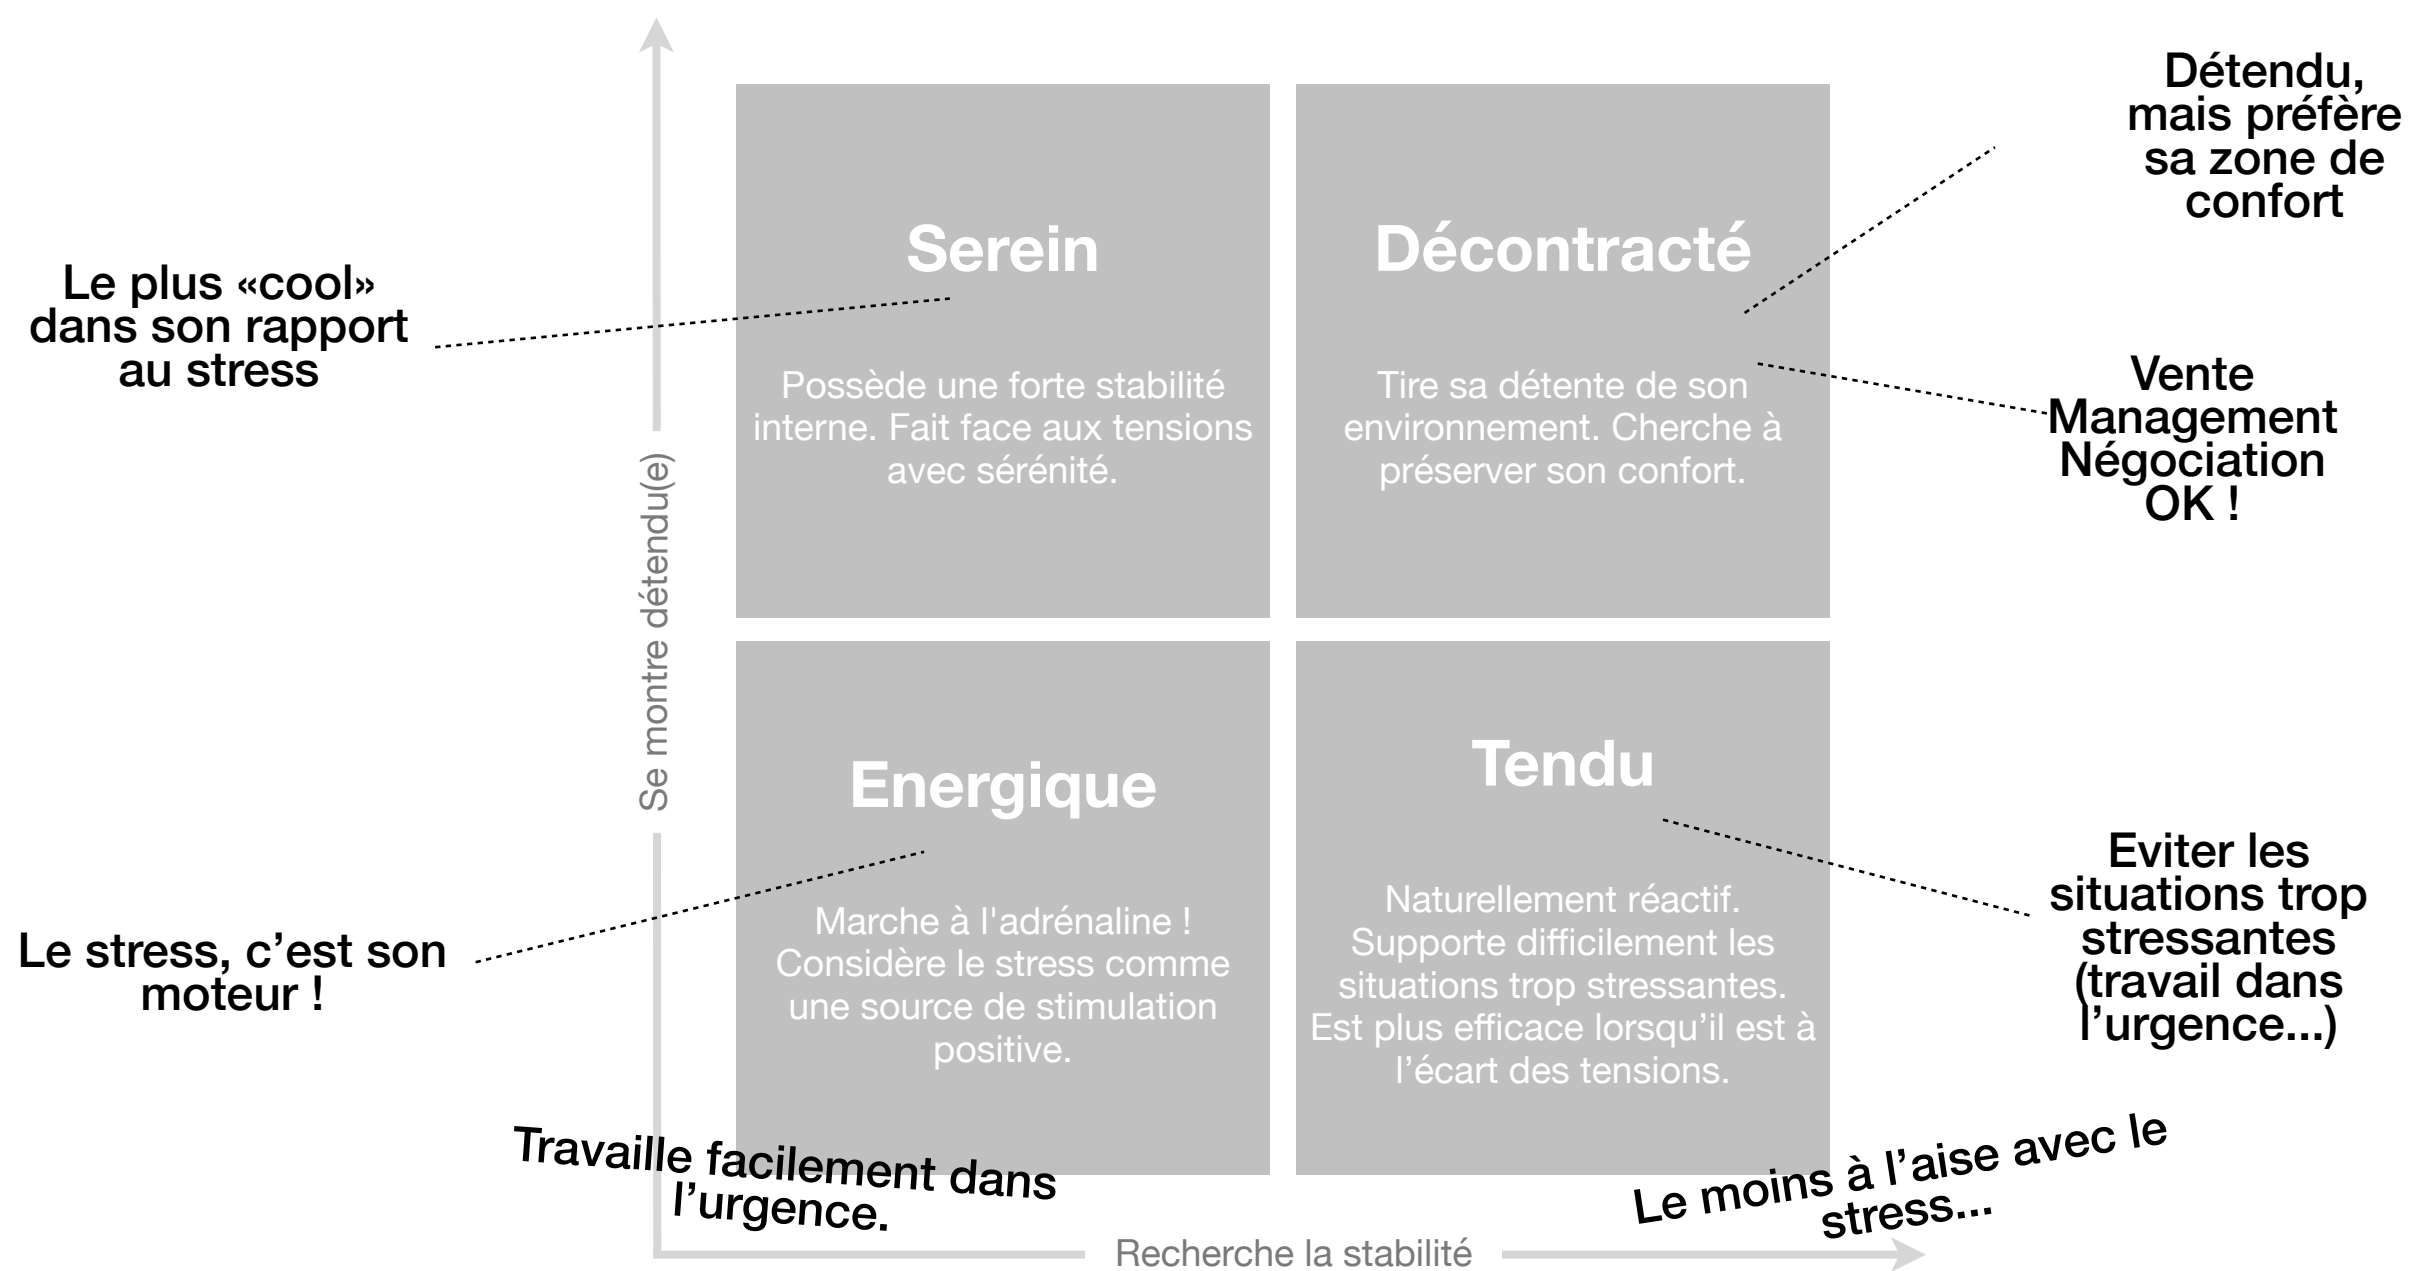 Détendu,
mais préfère
sa zone de
confort
Serein
Décontracté
Le plus «cool»
dans son rapport
au stress
Possède une forte stabilité
interne. Fait face aux tensions
avec sérénité.
Tire sa détente de son
environnement. Cherche à
préserver son confort.
Vente
Management
Négociation
OK !
Se montre détendu(e)
Energique
Tendu
Marche à l'adrénaline !
Considère le stress comme
une source de stimulation
positive.
Naturellement réactif.
Supporte difficilement les
situations trop stressantes.
Est plus efficace lorsqu’il est à
l’écart des tensions.
Eviter les
situations trop
stressantes
(travail dans
l’urgence...)
Le stress, c’est son
moteur !
Travaille facilement dans
l’urgence.
Le moins à l’aise avec le
stress...
Recherche la stabilité